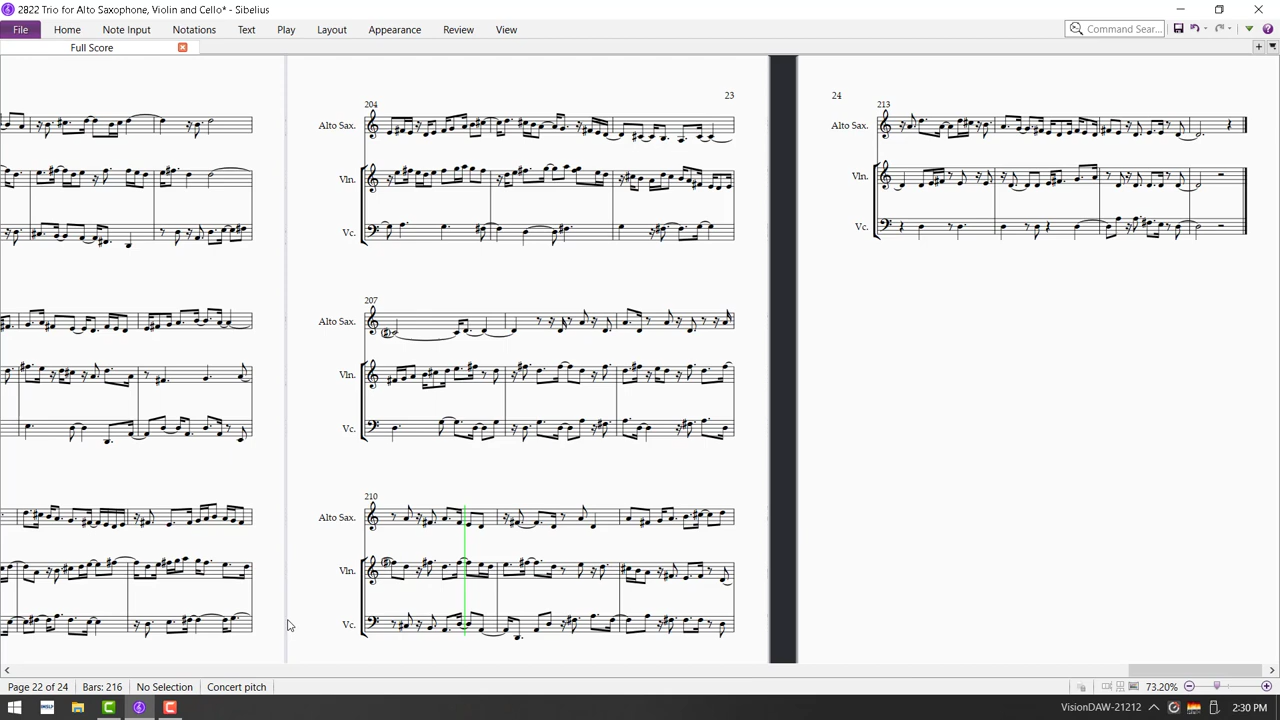 2822 Trio for Alto Saxophone, Violin and Cello* - Sibelius
File Home Note Input Notations Text Play Layout Appearance Review View Command Sear...
Full Score
23
204
Alto Sax.
Vln.
Vc.
207
Alto Sax.
Vln.
Vc.
210
Alto Sax.
Vln.
Vc.
24
213
Alto Sax.
Vln.
Vc.
Page 22 of 24 Bars: 216 No Selection Concert pitch 73.20%
IMSLP VisionDAW-21212 2:30 PM